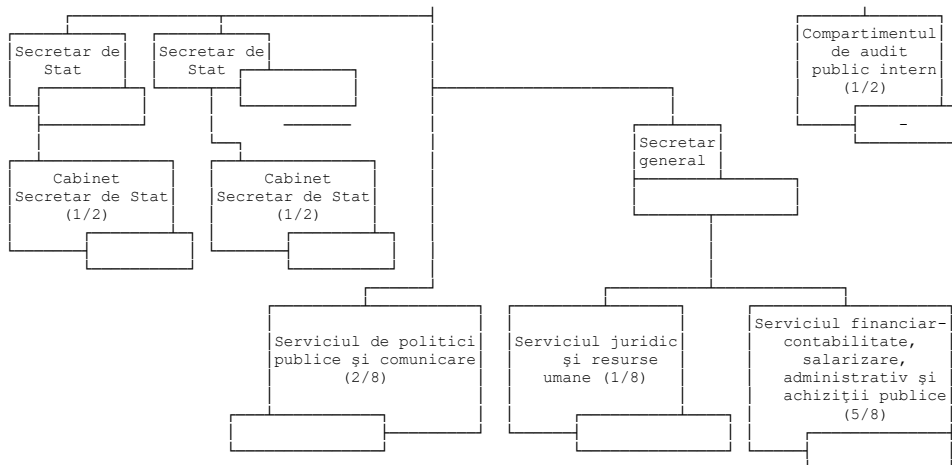 Secretar de
Stat
Secretar de
Stat
Compartimentul
de audit
public intern
(1/2)
-
Secretar
general
Cabinet
Secretar de Stat
(1/2)
Cabinet
Secretar de Stat
(1/2)
Serviciul de politici
publice şi comunicare
(2/8)
Serviciul juridic
şi resurse
umane (1/8)
Serviciul financiar-
contabilitate,
salarizare,
administrativ şi
achiziţii publice
(5/8)